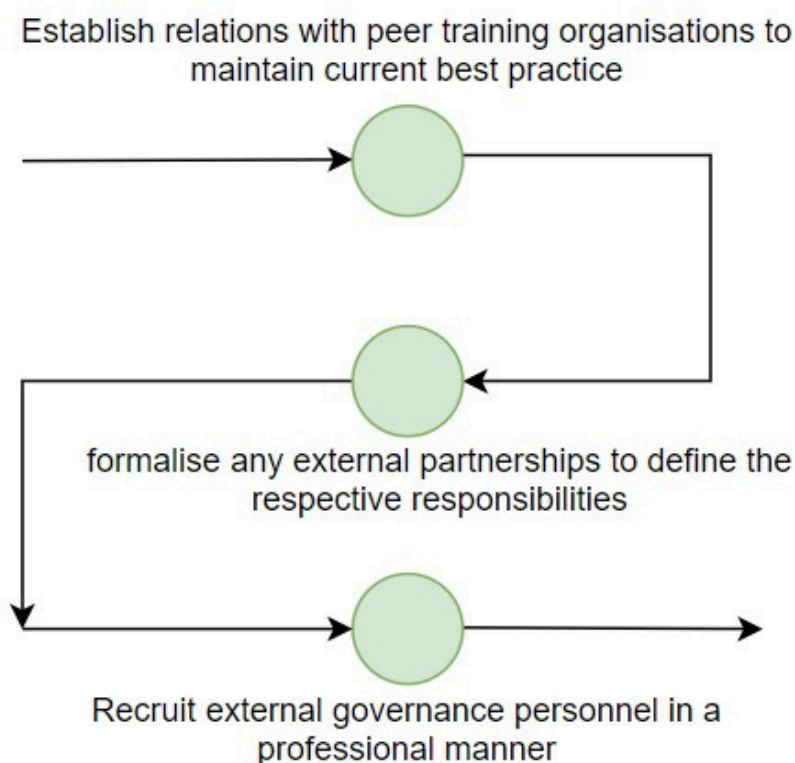 Establish relations with peer training organisations to
maintain current best practice
formalise any external partnerships to define the
respective responsibilities
Recruit external governance personnel in a
professional manner